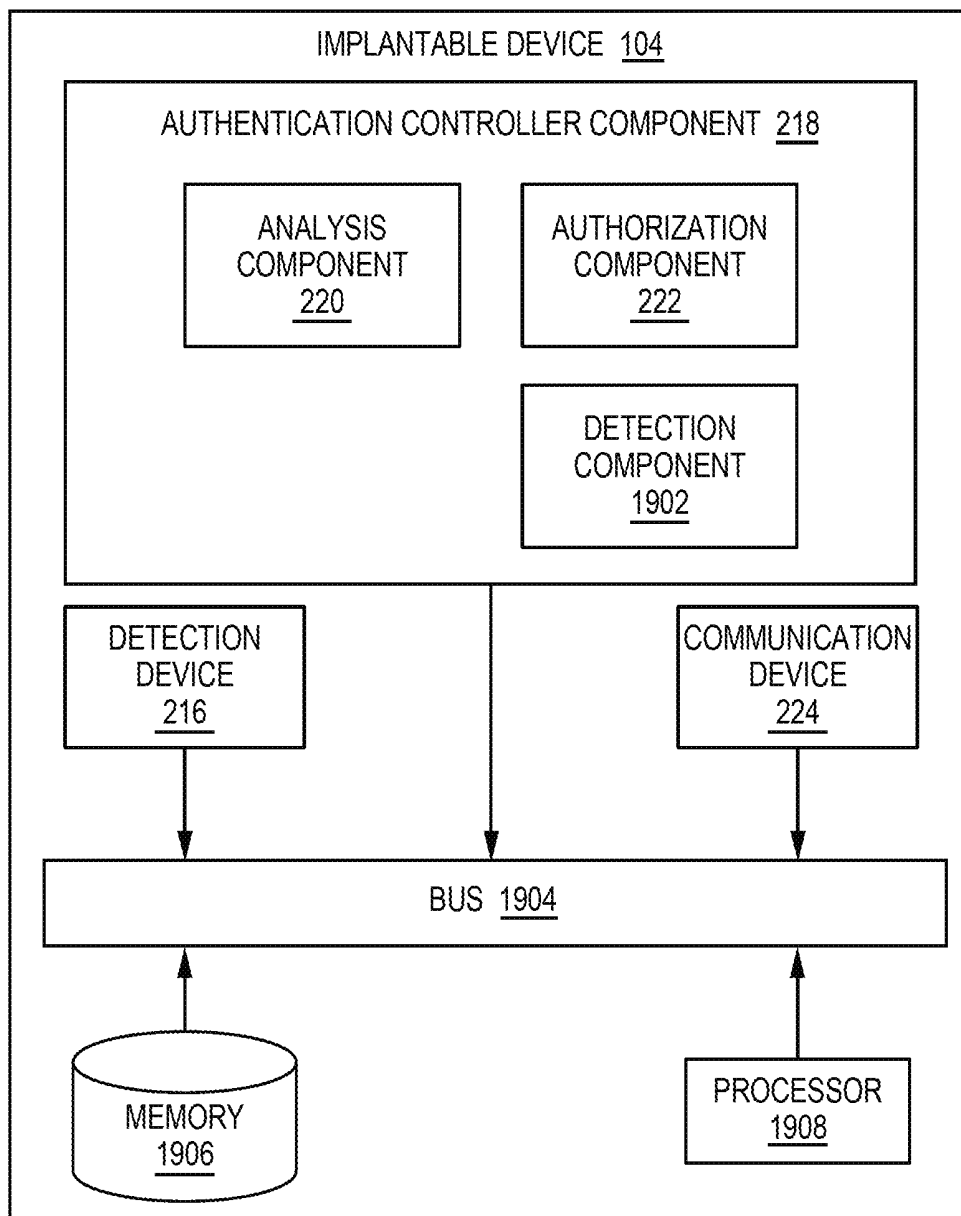 IMPLANTABLE DEVICE 104
AUTHENTICATION CONTROLLER COMPONENT 218
ANALYSIS
COMPONENT
220
AUTHORIZATION
COMPONENT
222
DETECTION
COMPONENT
1902
DETECTION
DEVICE
216
COMMUNICATION
DEVICE
224
BUS 1904
MEMORY
1906
PROCESSOR
1908